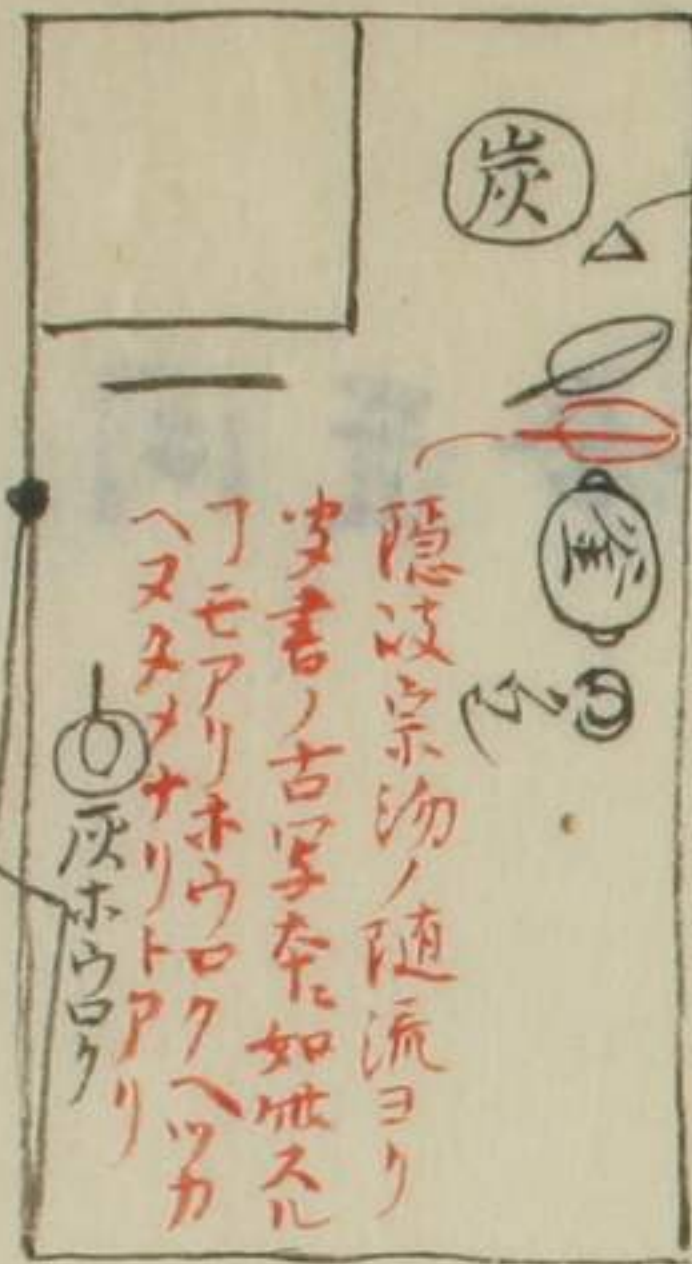 炭
釜
隠岐宗沏ノ随流ヨリ
書ノ古写本ニ如此スル
ヿモアリホウロクヘツカ
ヘヌタメナリトアリ
灰ホウロク